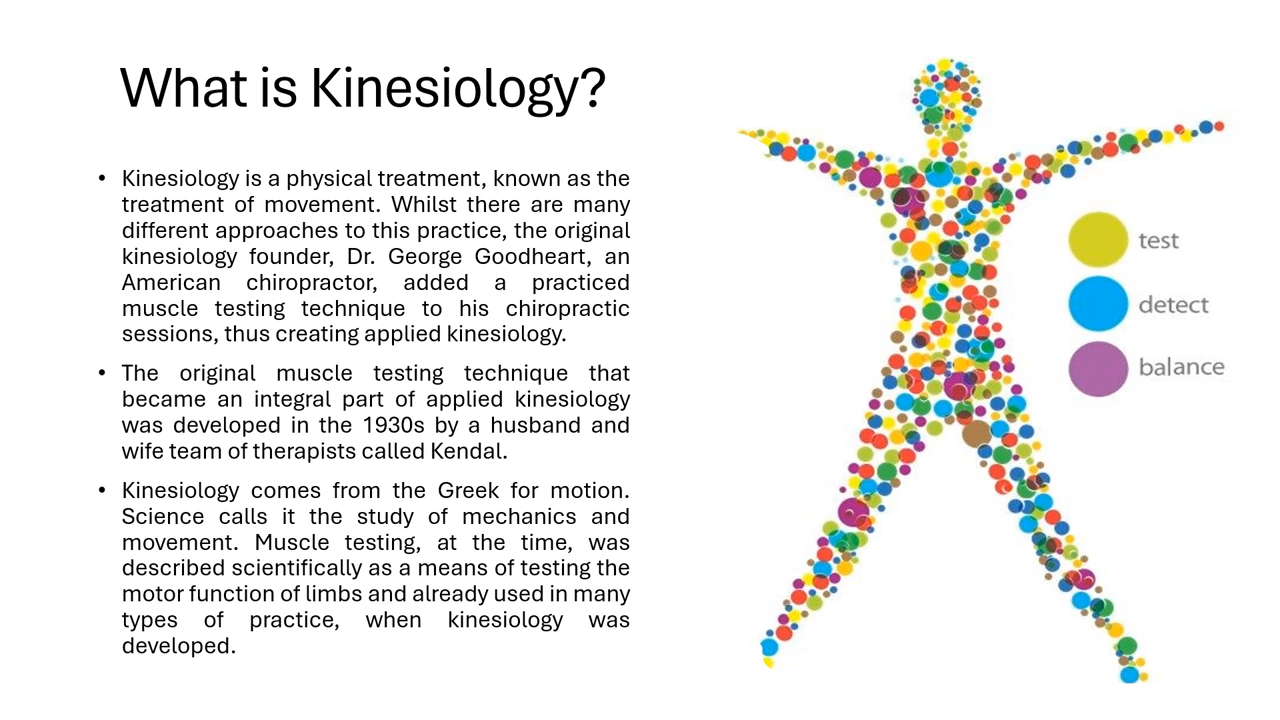 What is Kinesiology?
• Kinesiology is a physical treatment, known as the
treatment of movement. Whilst there are many
different approaches to this practice, the original
kinesiology founder, Dr. George Goodheart, an
American chiropractor, added a practiced
muscle testing technique to his chiropractic
sessions, thus creating applied kinesiology.
• The original muscle testing technique that
became an integral part of applied kinesiology
was developed in the 1930s by a husband and
wife team of therapists called Kendal.
• Kinesiology comes from the Greek for motion.
Science calls it the study of mechanics and
movement. Muscle testing, at the time, was
described scientifically as a means of testing the
motor function of limbs and already used in many
types of practice, when kinesiology was
developed.
test
detect
balance